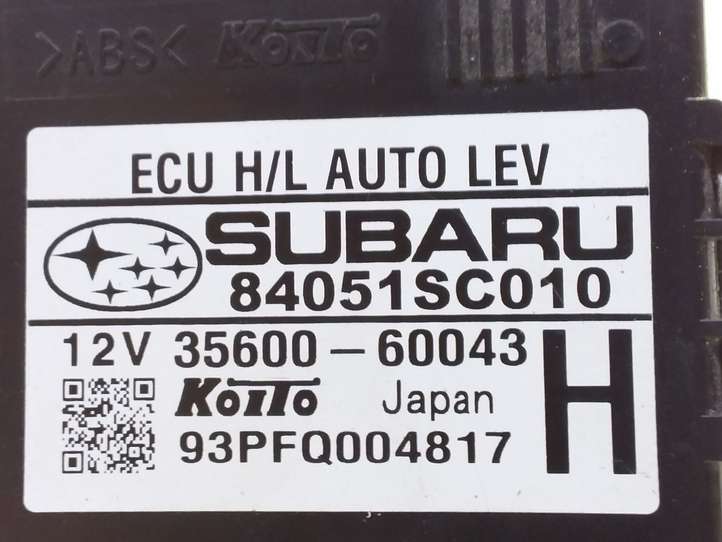 >ABS< KOITO
ECU H/L AUTO LEV
SUBARU
84051SC010
12V 35600-60043
KOITO Japan H
93PFQ004817